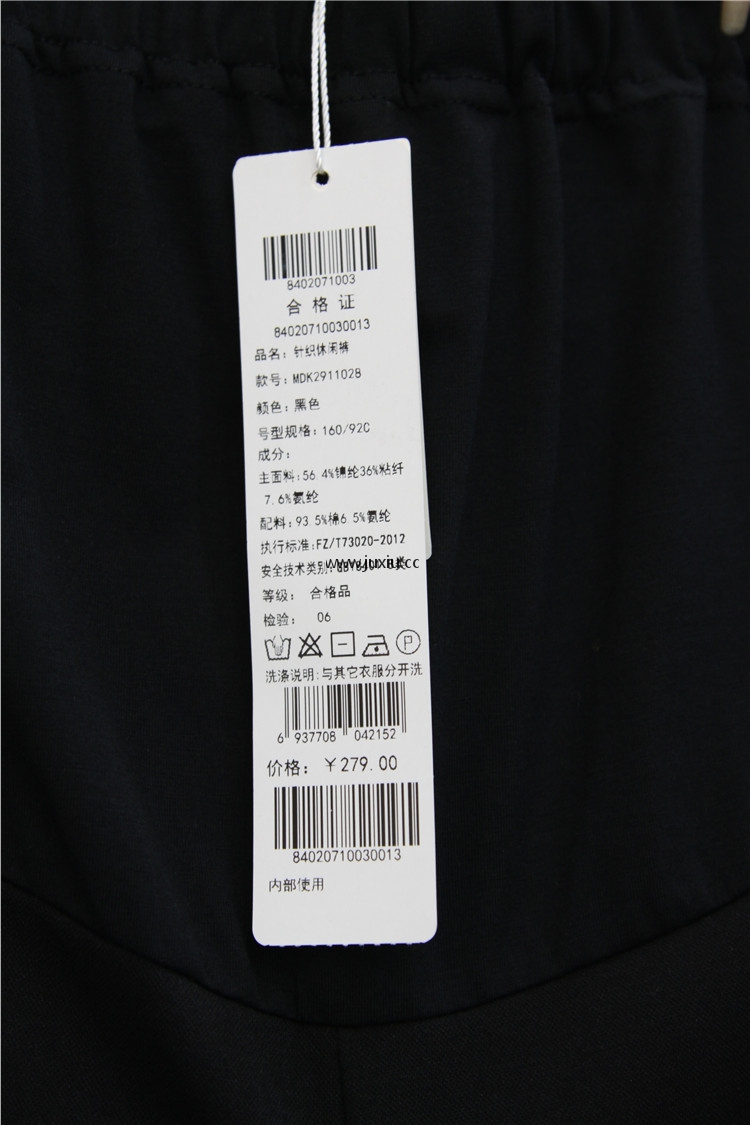 8402071003
合格证
84020710030013
品名：针织休闲裤
款号：MDK2911028
颜色：黑色
号型规格：160/92C
成分：
主面料:56.4%锦纶36%粘纤
7.6%氨纶
配料：93.5%棉6.5%氨纶
执行标准:FZ/T73020-2012
www.juxiu.cc
安全技术类别:
等级： 合格品
检验： 06
P
洗涤说明:与其它衣服分开洗
6 937708 042152
价格：￥279.00
84020710030013
内部使用